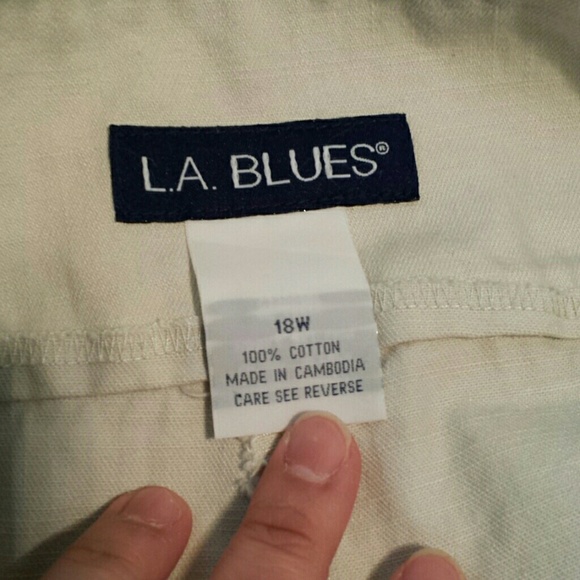 L.A. BLUES®
18W
100% COTTON
MADE IN CAMBODIA
CARE SEE REVERSE